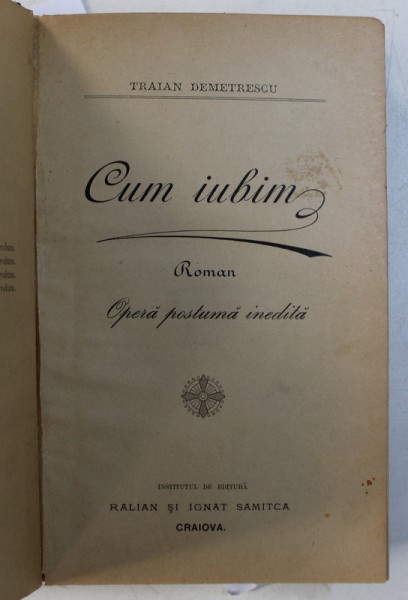 TRAIAN DEMETRESCU
Cum iubim
Roman
Operă postumă inedită
INSTITUTUL DE EDITURĂ
RALIAN ȘI IGNAT SAMITCA
CRAIOVA.